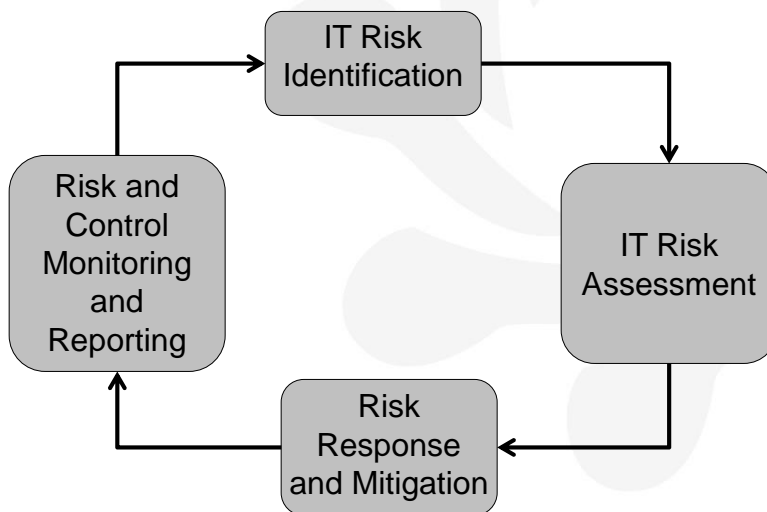 IT Risk
Identification
IT Risk
Assessment
Risk
Response
and Mitigation
Risk and
Control
Monitoring
and
Reporting